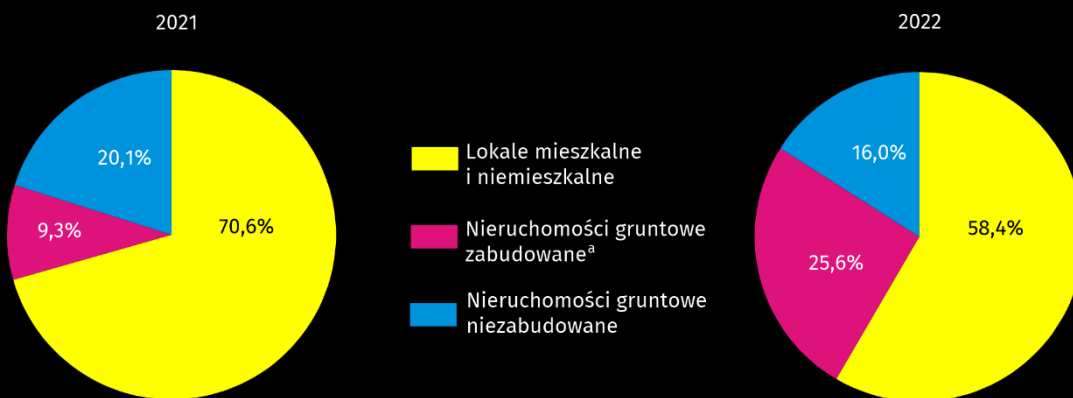 2021
20,1%
9,3%
70,6%
Lokale mieszkalne
i niemieszkalne
Nieruchomości gruntowe
zabudowaneᵃ
Nieruchomości gruntowe
niezabudowane
2022
16,0%
25,6%
58,4%